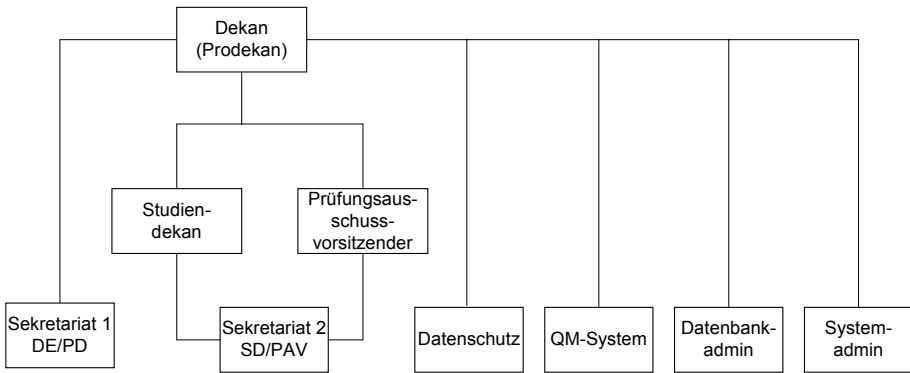 Dekan
(Prodekan)
Studien-
dekan
Prüfungsaus-
schuss-
vorsitzender
Sekretariat 1
DE/PD
Sekretariat 2
SD/PAV
Datenschutz
QM-System
Datenbank-
admin
System-
admin